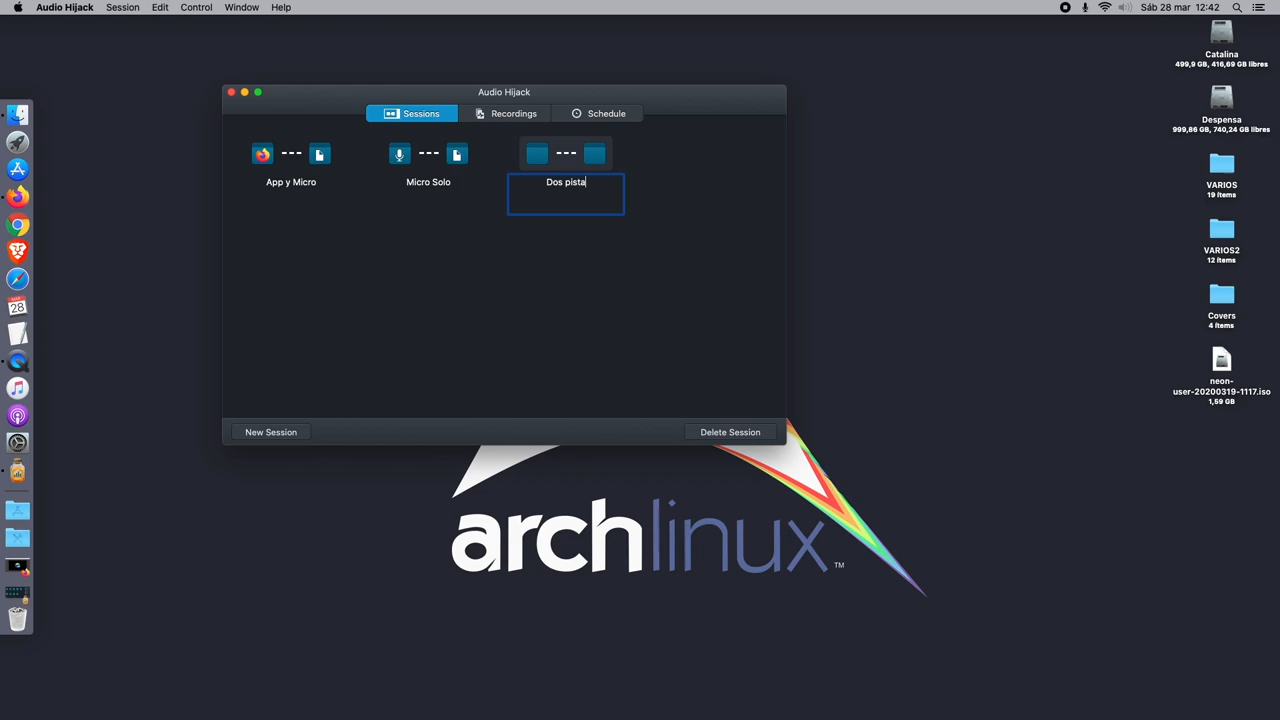 Audio Hijack Session Edit Control Window Help
Sáb 28 mar 12:42
Audio Hijack
Sessions Recordings Schedule
App y Micro
Micro Solo
Dos pista
New Session
Delete Session
Catalina
499,9 GB, 416,69 GB libres
Despensa
999,86 GB, 740,24 GB libres
VARIOS
19 ítems
VARIOS2
12 ítems
Covers
4 ítems
neon-
user-20200319-1117.iso
1,59 GB
28
archlinux
TM